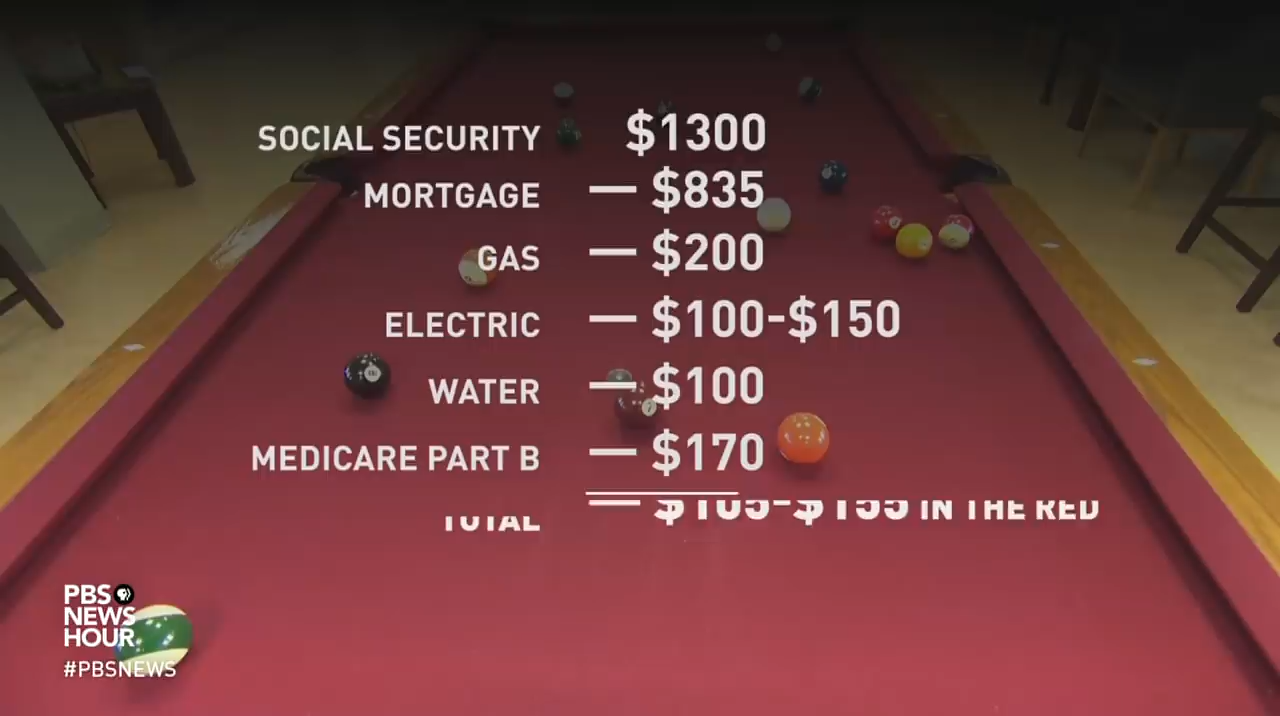 SOCIAL SECURITY $1300
MORTGAGE — $835
GAS — $200
ELECTRIC — $100-$150
WATER — $100
MEDICARE PART B — $170
TOTAL — $105-$155 IN THE RED
PBS
NEWS
HOUR
#PBSNEWS